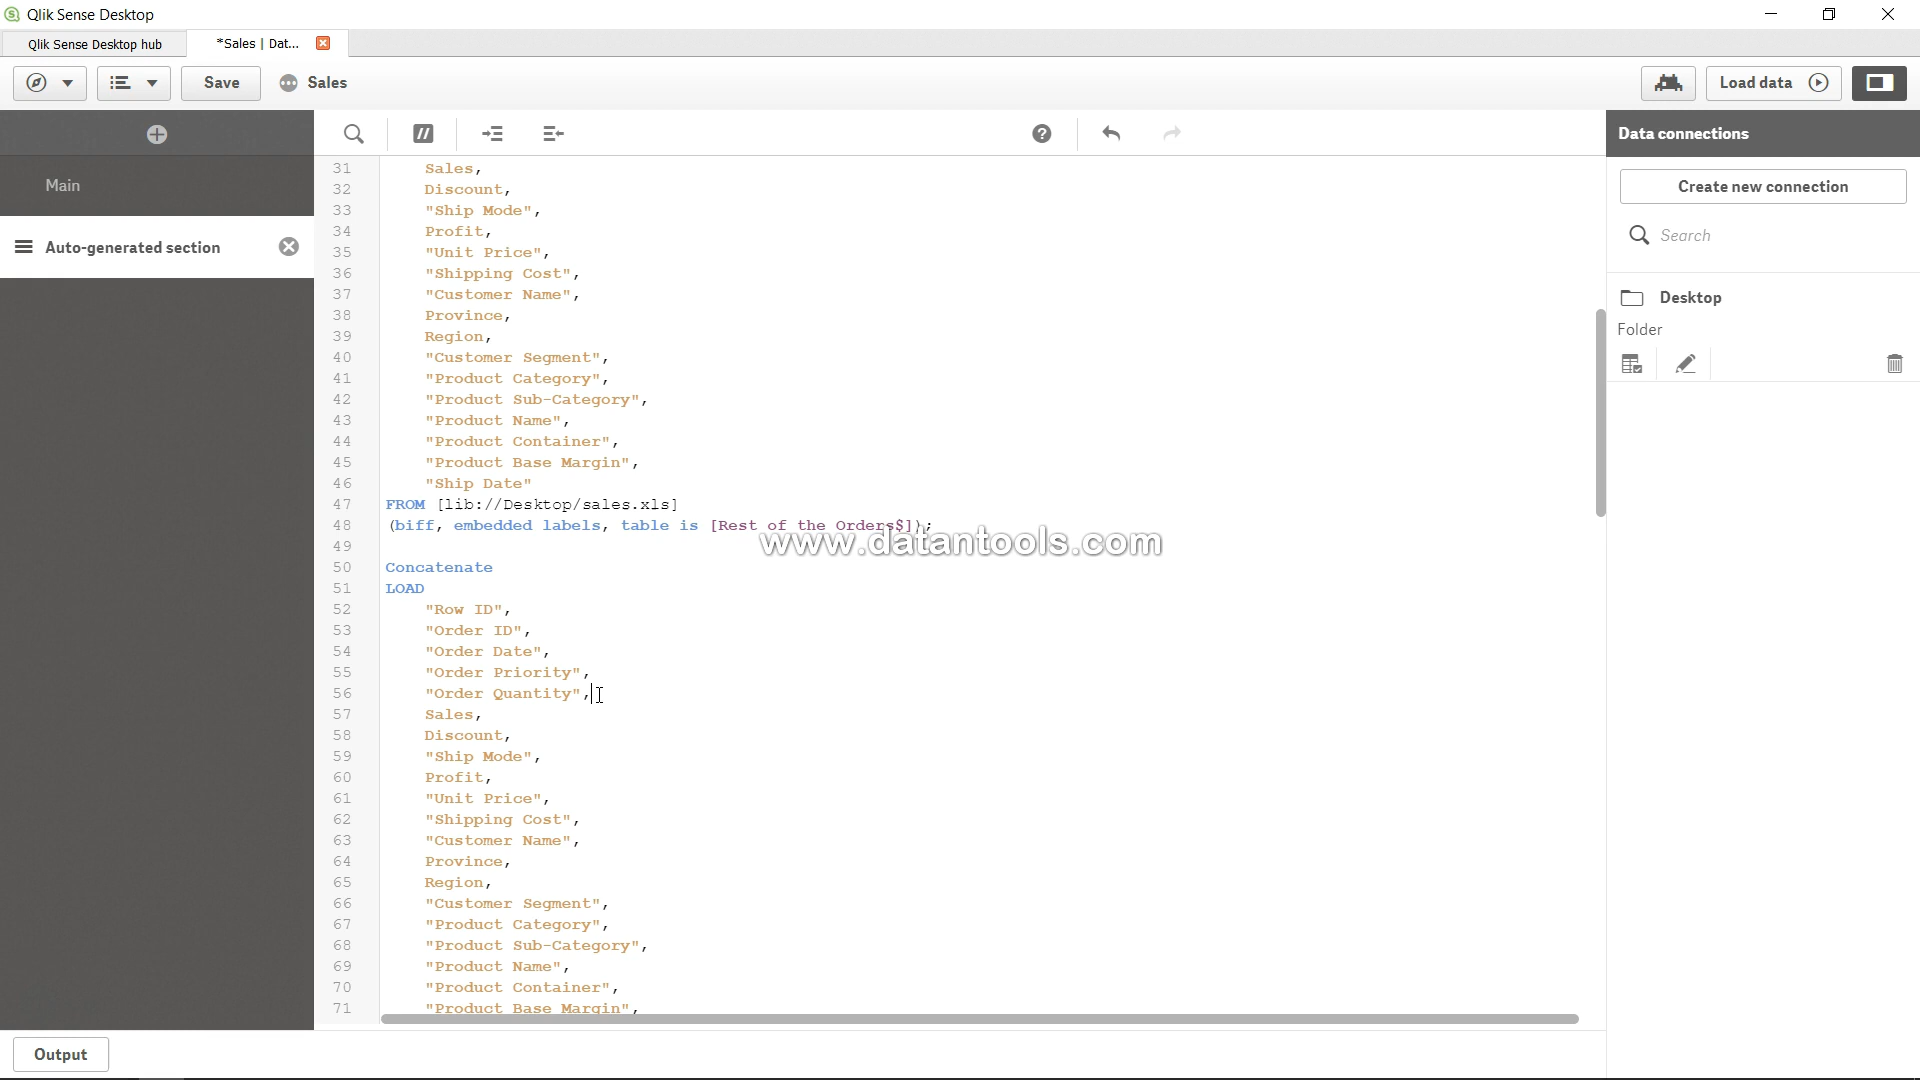 Qlik Sense Desktop
Qlik Sense Desktop hub
*Sales | Dat...
Save
Sales
Load data
Data connections
Main
Create new connection
Auto-generated section
Search
Desktop
Folder
31 Sales,
32 Discount,
33 "Ship Mode",
34 Profit,
35 "Unit Price",
36 "Shipping Cost",
37 "Customer Name",
38 Province,
39 Region,
40 "Customer Segment",
41 "Product Category",
42 "Product Sub-Category",
43 "Product Name",
44 "Product Container",
45 "Product Base Margin",
46 "Ship Date"
47 FROM [lib://Desktop/sales.xls]
48 (biff, embedded labels, table is [Rest of the Orders$]);
www.datantools.com
49
50 Concatenate
51 LOAD
52 "Row ID",
53 "Order ID",
54 "Order Date",
55 "Order Priority",
56 "Order Quantity",
57 Sales,
58 Discount,
59 "Ship Mode",
60 Profit,
61 "Unit Price",
62 "Shipping Cost",
63 "Customer Name",
64 Province,
65 Region,
66 "Customer Segment",
67 "Product Category",
68 "Product Sub-Category",
69 "Product Name",
70 "Product Container",
71 "Product Base Margin",
Output